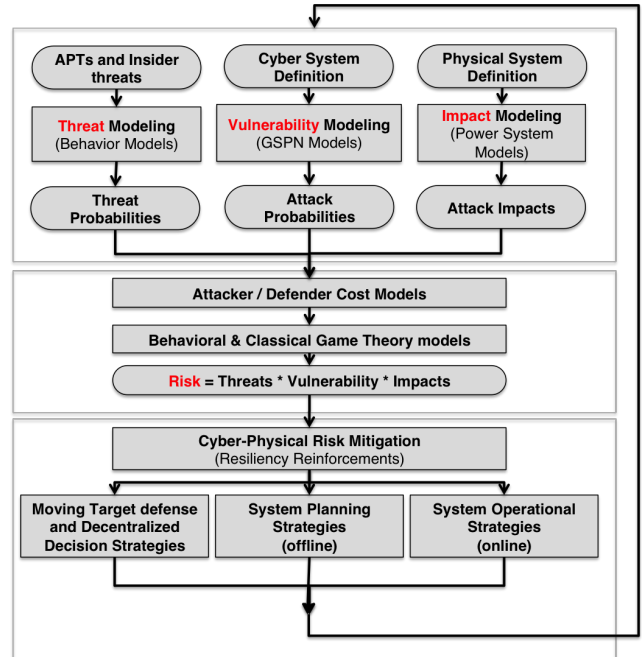 APTs and Insider
threats
Cyber System
Definition
Physical System
Definition
Threat Modeling
(Behavior Models)
Vulnerability Modeling
(GSPN Models)
Impact Modeling
(Power System
Models)
Threat
Probabilities
Attack
Probabilities
Attack Impacts
Attacker / Defender Cost Models
Behavioral & Classical Game Theory models
Risk = Threats * Vulnerability * Impacts
Cyber-Physical Risk Mitigation
(Resiliency Reinforcements)
Moving Target defense
and Decentralized
Decision Strategies
System Planning
Strategies
(offline)
System Operational
Strategies
(online)